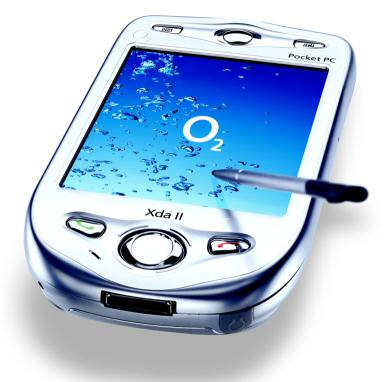 Pocket PC
O2
Xda II